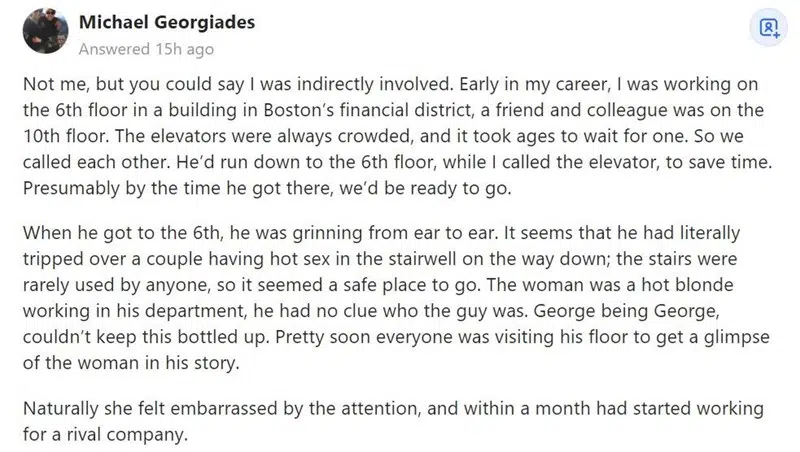 Michael Georgiades
Answered 15h ago
Not me, but you could say I was indirectly involved. Early in my career, I was working on
the 6th floor in a building in Boston’s financial district, a friend and colleague was on the
10th floor. The elevators were always crowded, and it took ages to wait for one. So we
called each other. He’d run down to the 6th floor, while I called the elevator, to save time.
Presumably by the time he got there, we’d be ready to go.
When he got to the 6th, he was grinning from ear to ear. It seems that he had literally
tripped over a couple having hot sex in the stairwell on the way down; the stairs were
rarely used by anyone, so it seemed a safe place to go. The woman was a hot blonde
working in his department, he had no clue who the guy was. George being George,
couldn’t keep this bottled up. Pretty soon everyone was visiting his floor to get a glimpse
of the woman in his story.
Naturally she felt embarrassed by the attention, and within a month had started working
for a rival company.